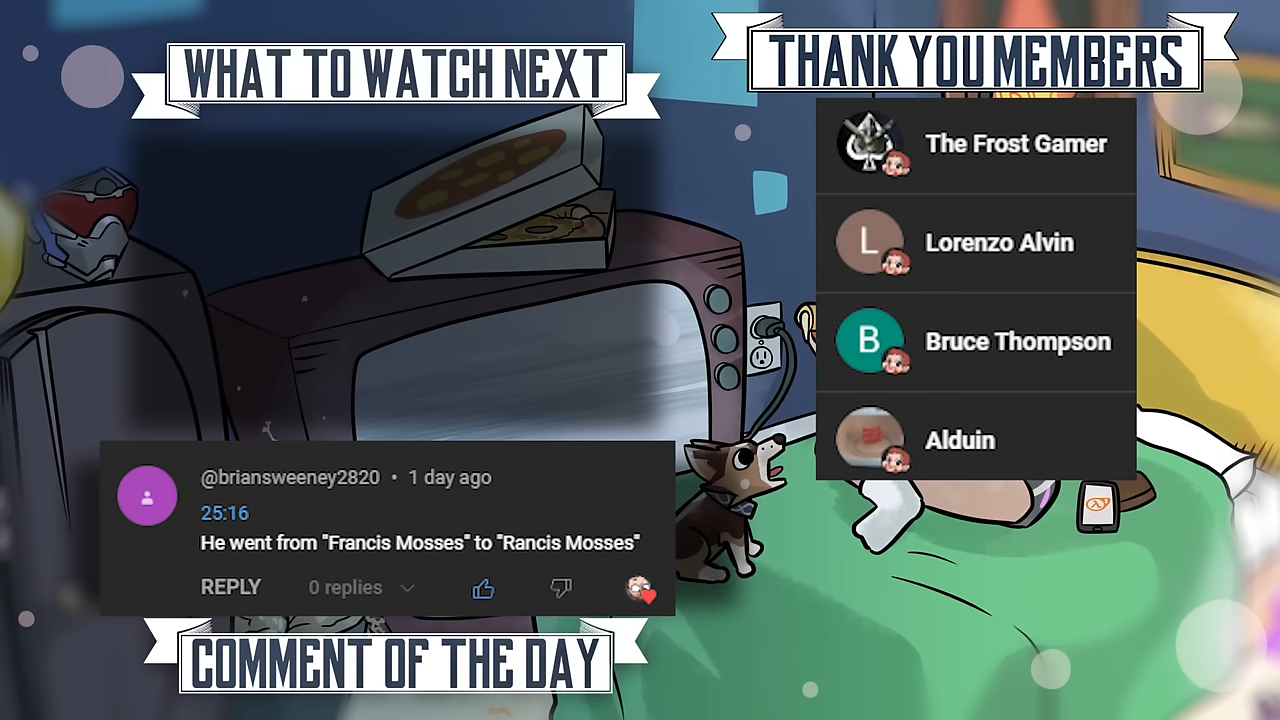 WHAT TO WATCH NEXT
THANK YOU MEMBERS
The Frost Gamer
L
Lorenzo Alvin
B
Bruce Thompson
Alduin
@briansweeney2820 • 1 day ago
25:16
He went from "Francis Mosses" to "Rancis Mosses"
REPLY 0 replies
COMMENT OF THE DAY